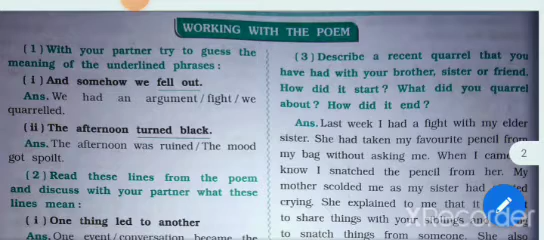 WORKING WITH THE POEM
(1) With your partner try to guess the
meaning of the underlined phrases :
(i) And somehow we fell out.
Ans. We had an argument / fight / we
quarrelled.
(ii) The afternoon turned black.
Ans. The afternoon was ruined / The mood
got spoilt.
(2) Read these lines from the poem
and discuss with your partner what these
lines mean :
(i) One thing led to another
Ans. One event / conversation became the
(3) Describe a recent quarrel that you
have had with your brother, sister or friend.
How did it start ? What did you quarrel
about ? How did it end ?
Ans. Last week I had a fight with my elder
sister. She had taken my favourite pencil from
my bag without asking me. When I
know I snatched the pencil from her. My
mother scolded me as my sister had
crying. She explained to me that it
to share things with your siblings and
to snatch things from someone. She also
2
XRecorder